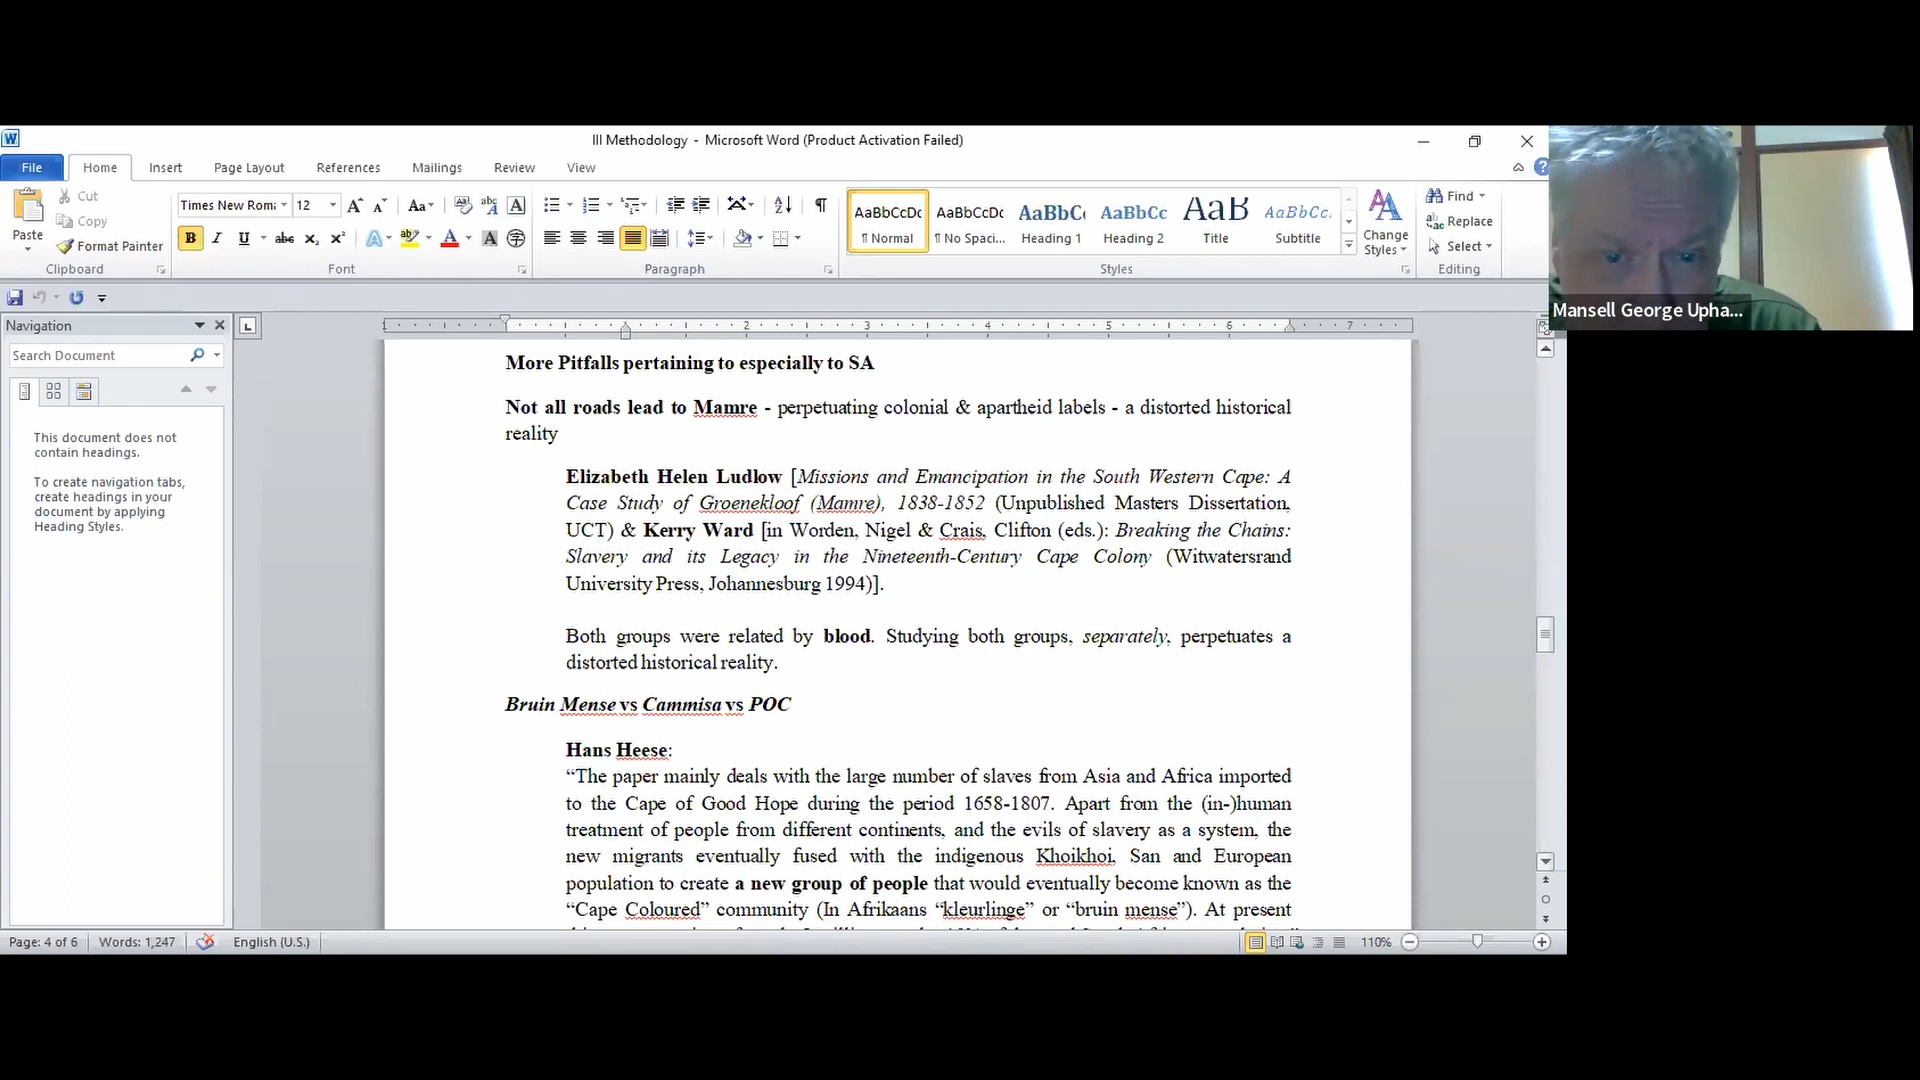 III Methodology - Microsoft Word (Product Activation Failed)
File Home Insert Page Layout References Mailings Review View
Paste
Cut
Copy
Format Painter
Clipboard
Times New Rom: 12
Font
Paragraph
AaBbCcDc AaBbCcDc AaBbCc AaBbCc AaB AaBbCc.
¶ Normal ¶ No Spaci... Heading 1 Heading 2 Title Subtitle
Change Styles
Styles
Find
Replace
Select
Editing
Mansell George Upha...
Navigation
Search Document
This document does not
contain headings.
To create navigation tabs,
create headings in your
document by applying
Heading Styles.
1 2 3 4 5 6 7
More Pitfalls pertaining to especially to SA
Not all roads lead to Mamre - perpetuating colonial & apartheid labels - a distorted historical
reality
Elizabeth Helen Ludlow [Missions and Emancipation in the South Western Cape: A
Case Study of Groenekloof (Mamre), 1838-1852 (Unpublished Masters Dissertation,
UCT) & Kerry Ward [in Worden, Nigel & Crais, Clifton (eds.): Breaking the Chains:
Slavery and its Legacy in the Nineteenth-Century Cape Colony (Witwatersrand
University Press, Johannesburg 1994)].
Both groups were related by blood. Studying both groups, separately, perpetuates a
distorted historical reality.
Bruin Mense vs Cammisa vs POC
Hans Heese:
“The paper mainly deals with the large number of slaves from Asia and Africa imported
to the Cape of Good Hope during the period 1658-1807. Apart from the (in-)human
treatment of people from different continents, and the evils of slavery as a system, the
new migrants eventually fused with the indigenous Khoikhoi, San and European
population to create a new group of people that would eventually become known as the
“Cape Coloured” community (In Afrikaans “kleurlinge” or “bruin mense”). At present
Page: 4 of 6 Words: 1,247 English (U.S.) 110%